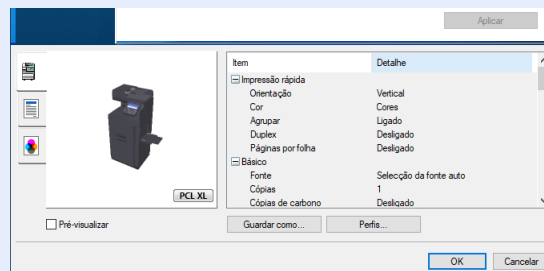 Aplicar
Item Detalhe
Impressão rápida
Orientação Vertical
Cor Cores
Agrupar Ligado
Duplex Desligado
Páginas por folha Desligado
Básico
Fonte Selecção da fonte auto
Cópias 1
Cópias de carbono Desligado
PCL XL
Pré-visualizar Guardar como... Perfis...
OK Cancelar